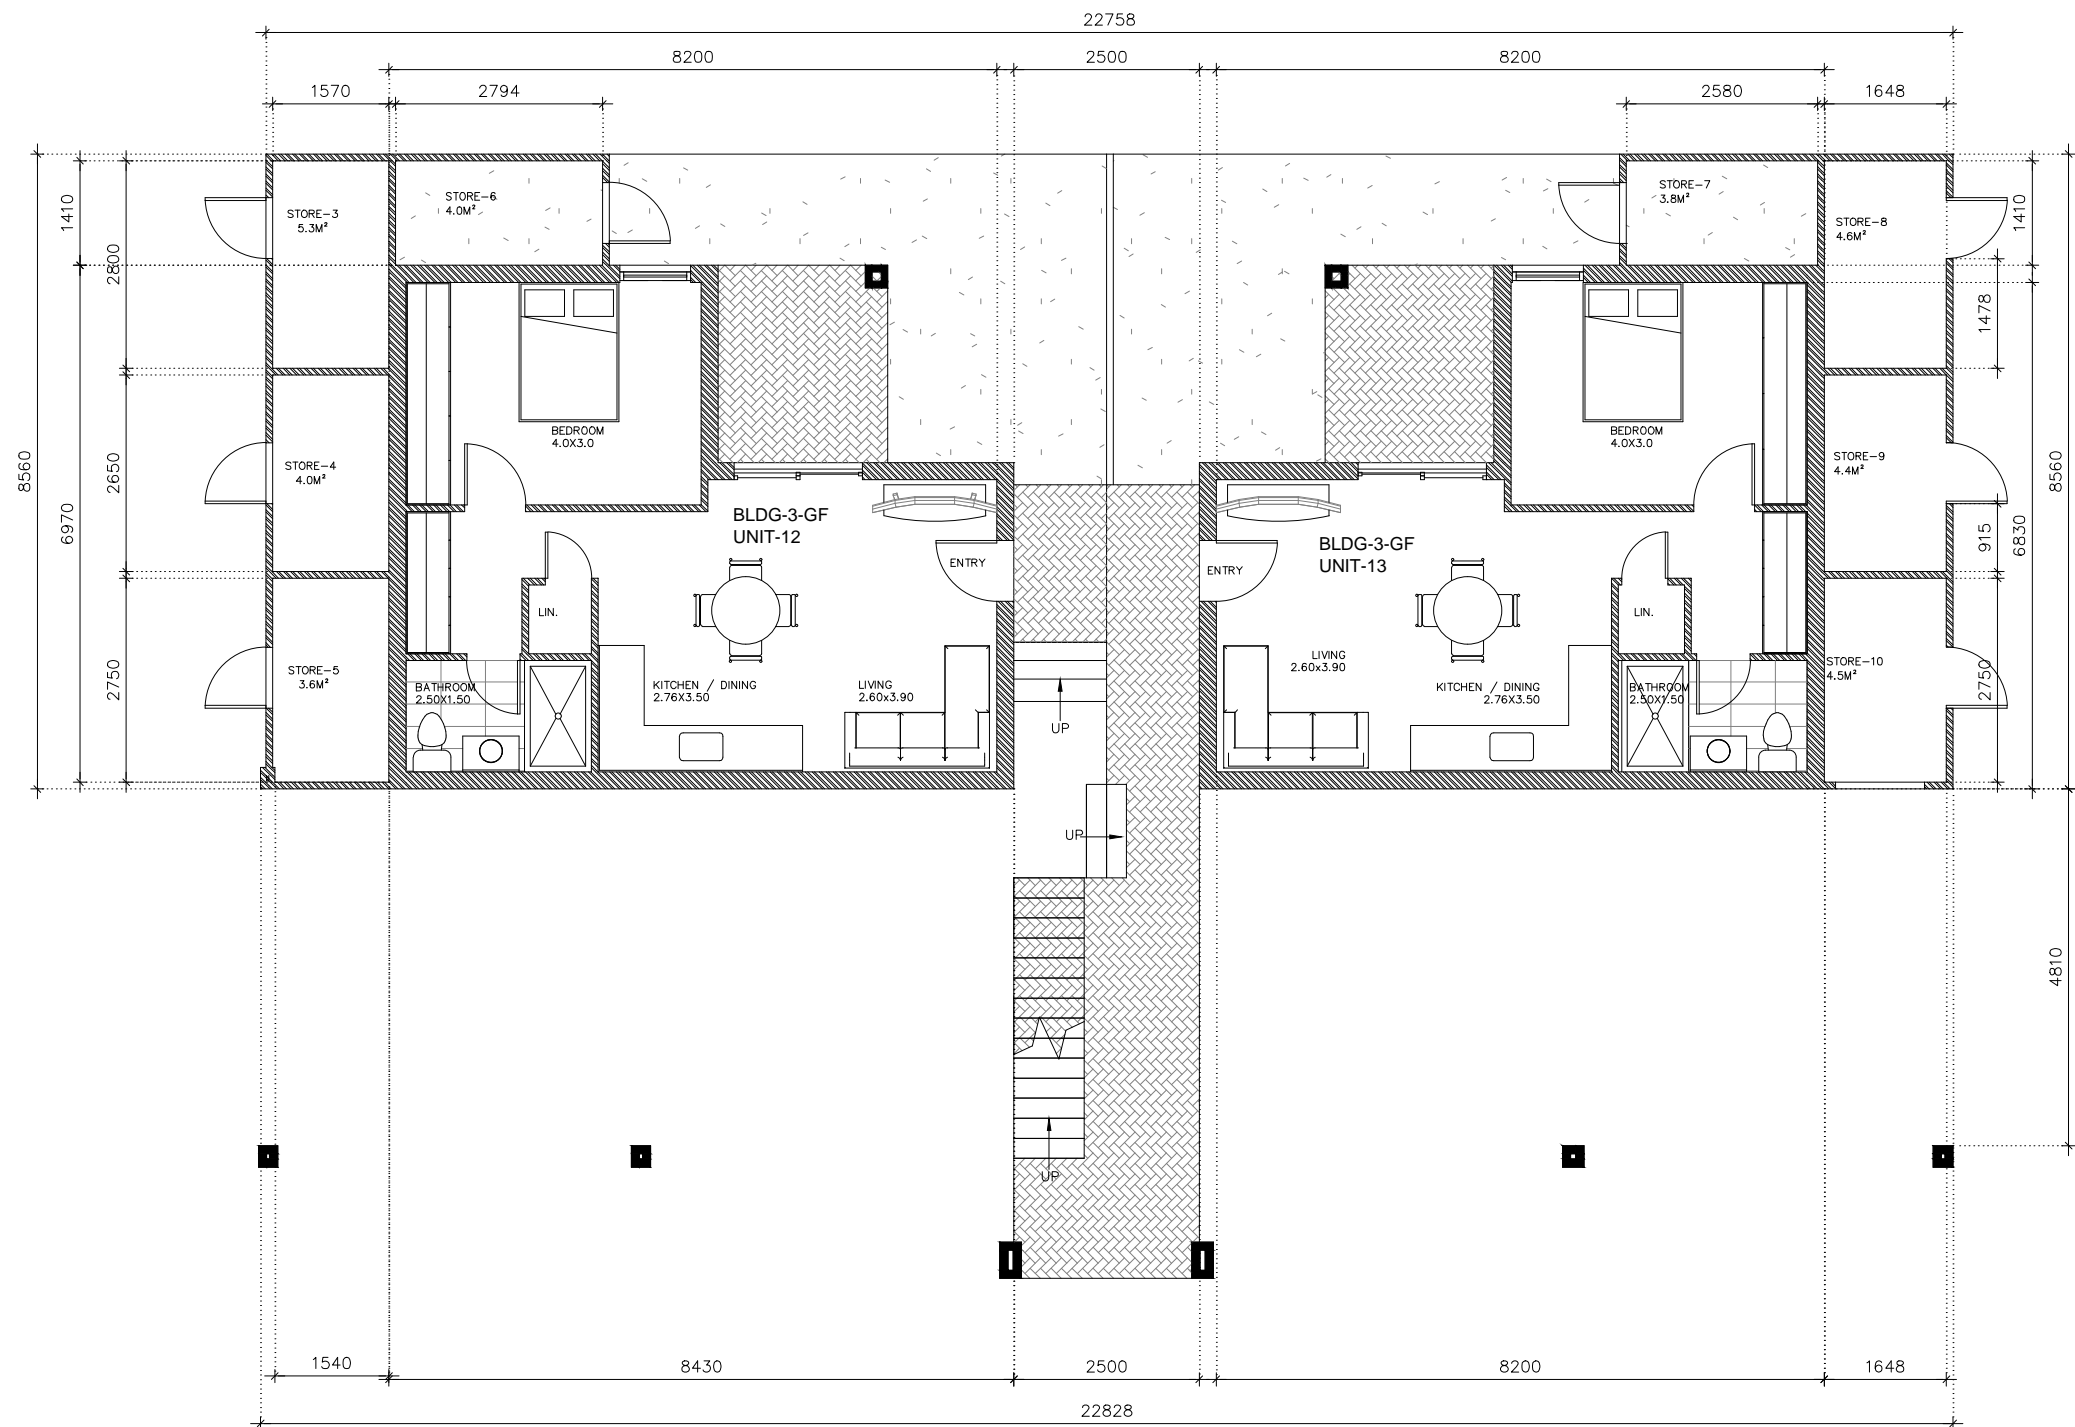 22758
8200
2500
8200
1570
2794
2580
1648
STORE-3
5.3M²
STORE-6
4.0M²
STORE-7
3.8M²
STORE-8
4.6M²
1410
2800
1410
1478
BEDROOM
4.0X3.0
BEDROOM
4.0X3.0
STORE-4
4.0M²
STORE-9
4.4M²
8560
6970
2650
915
6830
8560
BLDG-3-GF
UNIT-12
BLDG-3-GF
UNIT-13
ENTRY
ENTRY
LIN.
LIN.
STORE-5
3.6M²
BATHROOM
2.50X1.50
KITCHEN / DINING
2.76X3.50
LIVING
2.60x3.90
LIVING
2.60x3.90
KITCHEN / DINING
2.76X3.50
BATHROOM
2.50X1.50
STORE-10
4.5M²
2750
2750
UP
UP
4810
UP
1540
8430
2500
8200
1648
22828